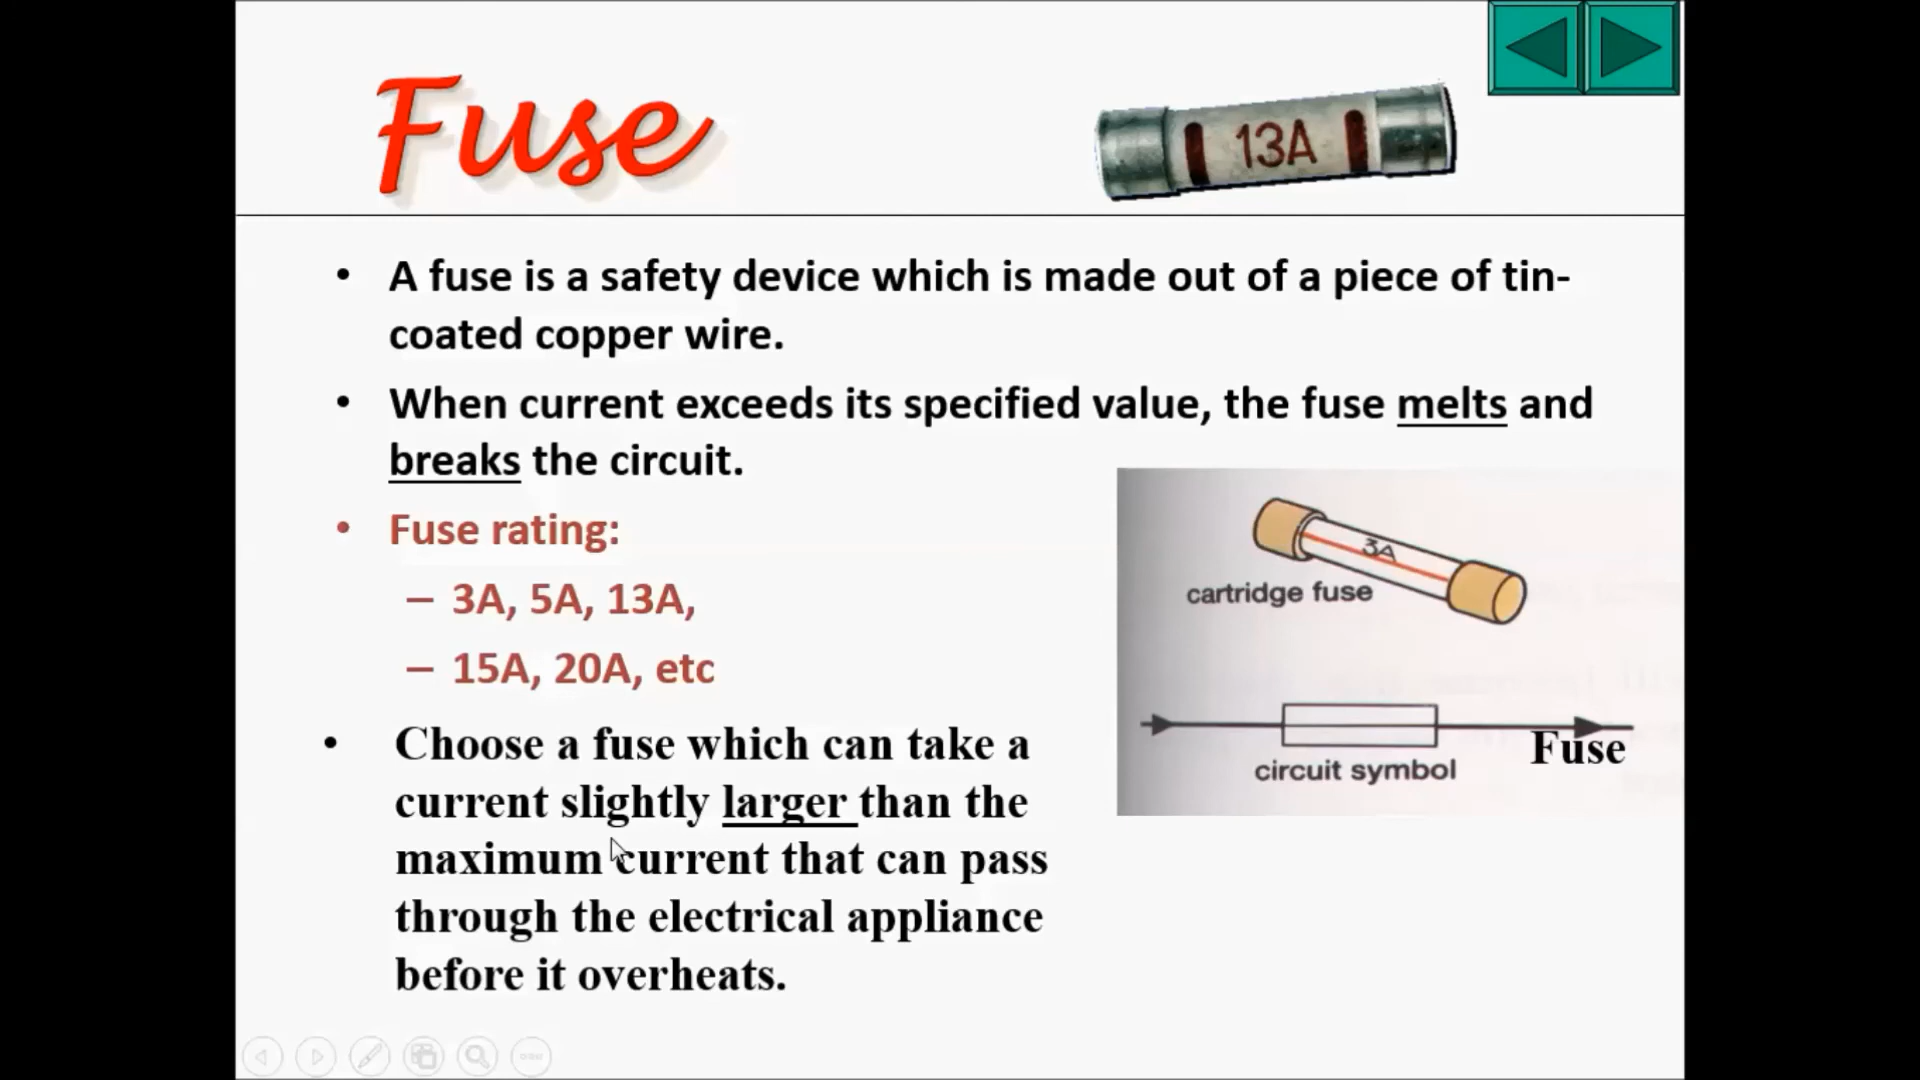 Fuse
13A
• A fuse is a safety device which is made out of a piece of tin-
coated copper wire.
• When current exceeds its specified value, the fuse melts and
breaks the circuit.
• Fuse rating:
– 3A, 5A, 13A,
– 15A, 20A, etc
• Choose a fuse which can take a
current slightly larger than the
maximum current that can pass
through the electrical appliance
before it overheats.
3A
cartridge fuse
Fuse
circuit symbol